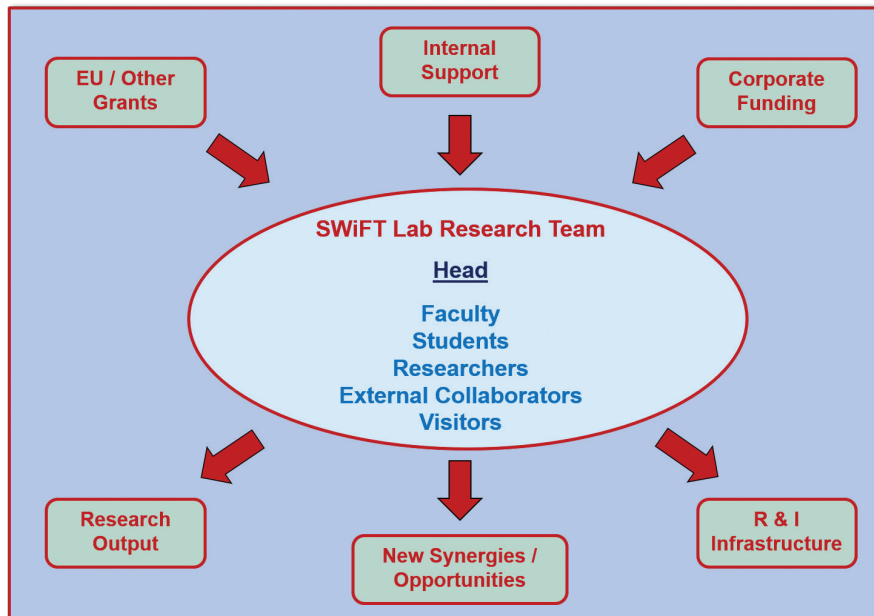 EU / Other
Grants
Internal
Support
Corporate
Funding
SWiFT Lab Research Team
Head
Faculty
Students
Researchers
External Collaborators
Visitors
Research
Output
New Synergies /
Opportunities
R & I
Infrastructure